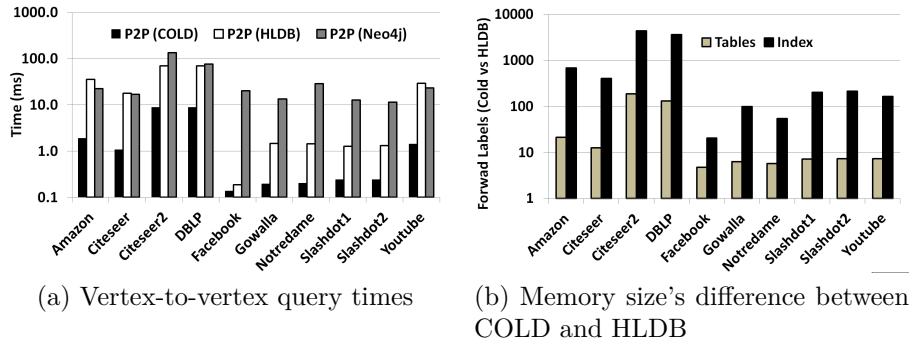 1000.0
100.0
10.0
1.0
0.1
Time (ms)
P2P (COLD) P2P (HLDB) P2P (Neo4j)
Amazon
Citeseer
Citeseer2
DBLP
Facebook
Gowalla
Notredame
Slashdot1
Slashdot2
Youtube
(a) Vertex-to-vertex query times
10000
1000
100
10
1
Forwad Labels (Cold vs HLDB)
Tables Index
Amazon
Citeseer
Citeseer2
DBLP
Facebook
Gowalla
Notredame
Slashdot1
Slashdot2
Youtube
(b) Memory size's difference between
COLD and HLDB